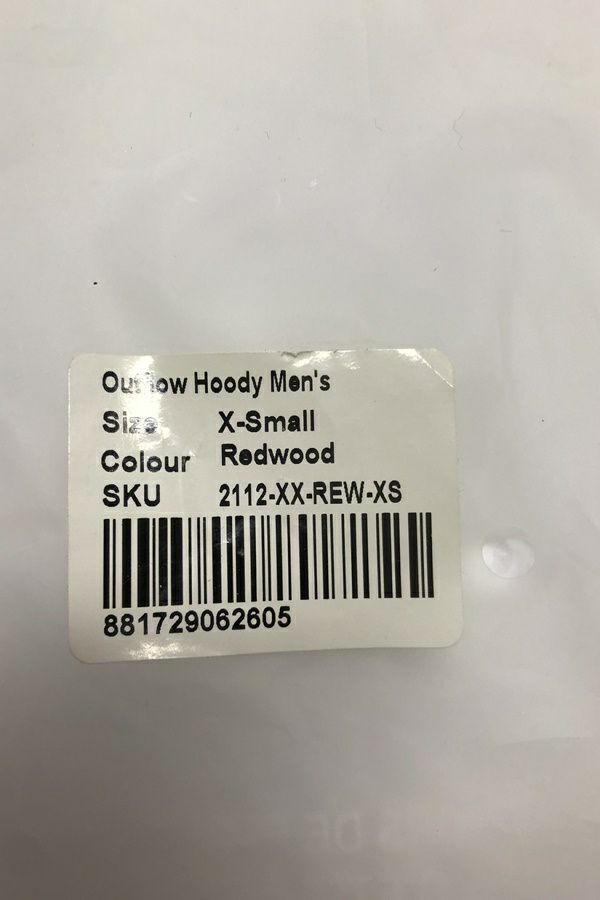 Outflow Hoody Men's
Size X-Small
Colour Redwood
SKU 2112-XX-REW-XS
881729062605